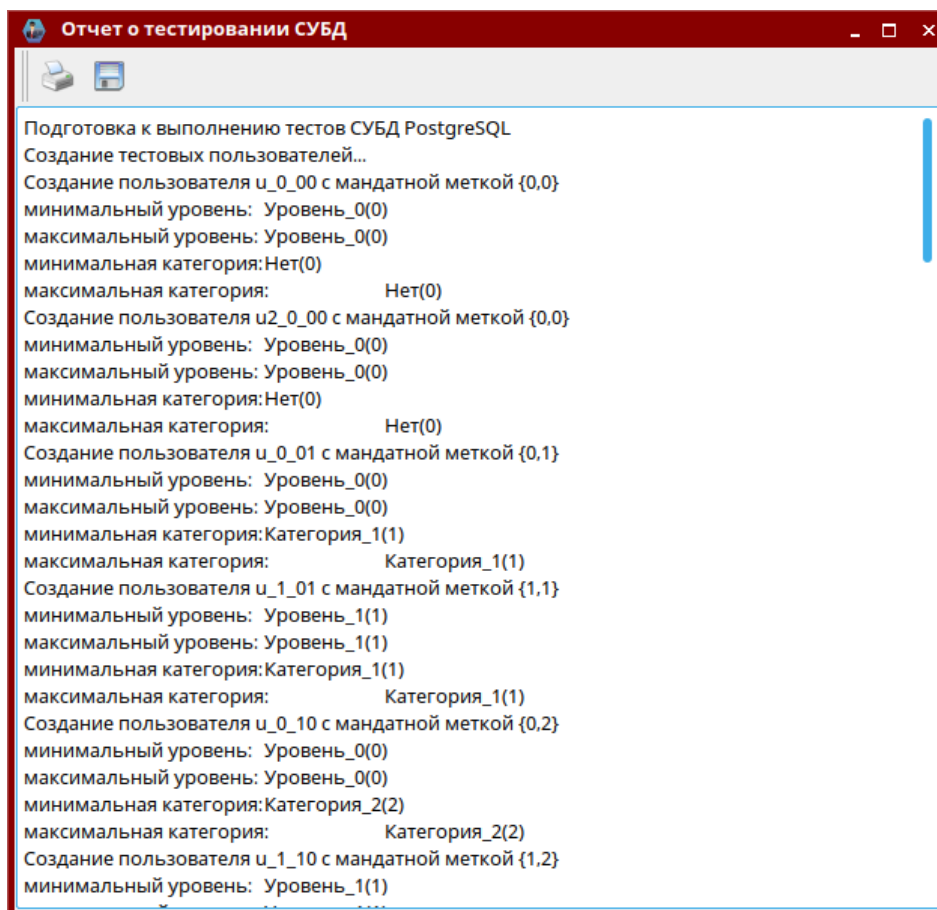 Отчет о тестировании СУБД
Подготовка к выполнению тестов СУБД PostgreSQL
Создание тестовых пользователей...
Создание пользователя u_0_00 с мандатной меткой {0,0}
минимальный уровень: Уровень_0(0)
максимальный уровень: Уровень_0(0)
минимальная категория:Нет(0)
максимальная категория: Нет(0)
Создание пользователя u2_0_00 с мандатной меткой {0,0}
минимальный уровень: Уровень_0(0)
максимальный уровень: Уровень_0(0)
минимальная категория:Нет(0)
максимальная категория: Нет(0)
Создание пользователя u_0_01 с мандатной меткой {0,1}
минимальный уровень: Уровень_0(0)
максимальный уровень: Уровень_0(0)
минимальная категория:Категория_1(1)
максимальная категория: Категория_1(1)
Создание пользователя u_1_01 с мандатной меткой {1,1}
минимальный уровень: Уровень_1(1)
максимальный уровень: Уровень_1(1)
минимальная категория:Категория_1(1)
максимальная категория: Категория_1(1)
Создание пользователя u_0_10 с мандатной меткой {0,2}
минимальный уровень: Уровень_0(0)
максимальный уровень: Уровень_0(0)
минимальная категория:Категория_2(2)
максимальная категория: Категория_2(2)
Создание пользователя u_1_10 с мандатной меткой {1,2}
минимальный уровень: Уровень_1(1)